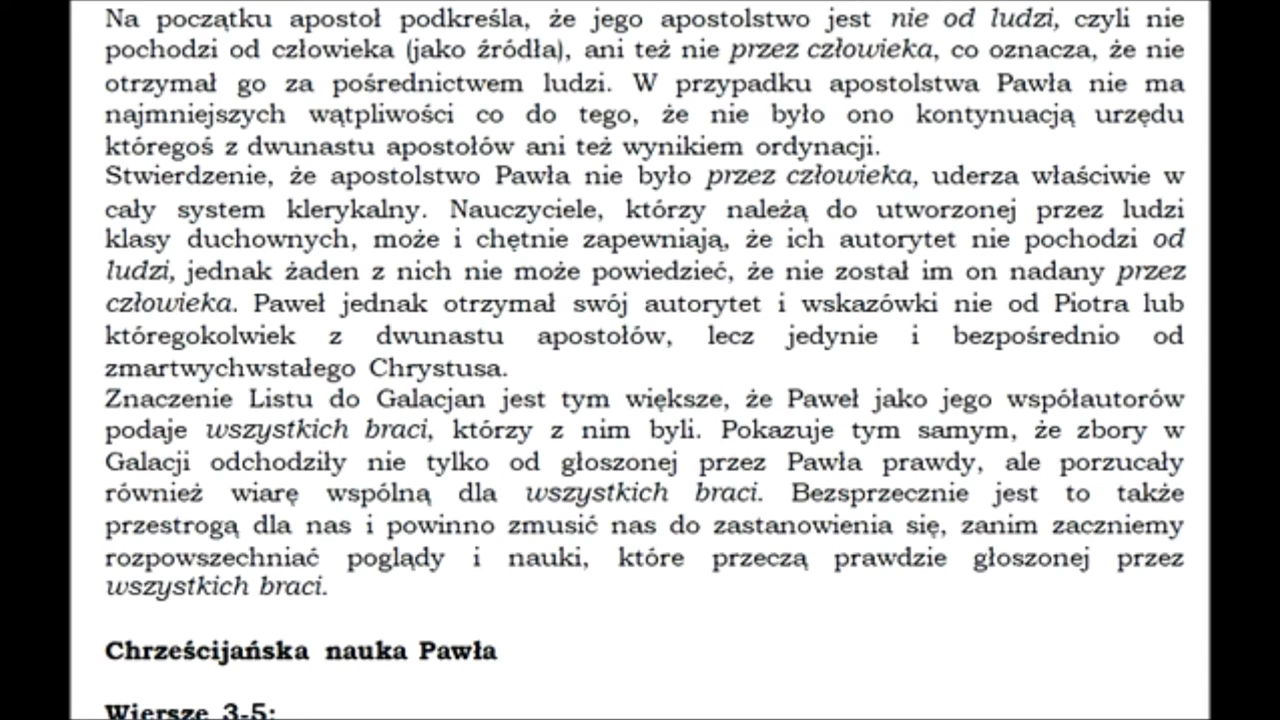 Na początku apostoł podkreśla, że jego apostolstwo jest nie od ludzi, czyli nie
pochodzi od człowieka (jako źródła), ani też nie przez człowieka, co oznacza, że nie
otrzymał go za pośrednictwem ludzi. W przypadku apostolstwa Pawła nie ma
najmniejszych wątpliwości co do tego, że nie było ono kontynuacją urzędu
któregoś z dwunastu apostołów ani też wynikiem ordynacji.
Stwierdzenie, że apostolstwo Pawła nie było przez człowieka, uderza właściwie w
cały system klerykalny. Nauczyciele, którzy należą do utworzonej przez ludzi
klasy duchownych, może i chętnie zapewniają, że ich autorytet nie pochodzi od
ludzi, jednak żaden z nich nie może powiedzieć, że nie został im on nadany przez
człowieka. Paweł jednak otrzymał swój autorytet i wskazówki nie od Piotra lub
któregokolwiek z dwunastu apostołów, lecz jedynie i bezpośrednio od
zmartwychwstałego Chrystusa.
Znaczenie Listu do Galacjan jest tym większe, że Paweł jako jego współautorów
podaje wszystkich braci, którzy z nim byli. Pokazuje tym samym, że zbory w
Galacji odchodziły nie tylko od głoszonej przez Pawła prawdy, ale porzucały
również wiarę wspólną dla wszystkich braci. Bezsprzecznie jest to także
przestrogą dla nas i powinno zmusić nas do zastanowienia się, zanim zaczniemy
rozpowszechniać poglądy i nauki, które przeczą prawdzie głoszonej przez
wszystkich braci.
Chrześcijańska nauka Pawła
Wiersze 3-5: